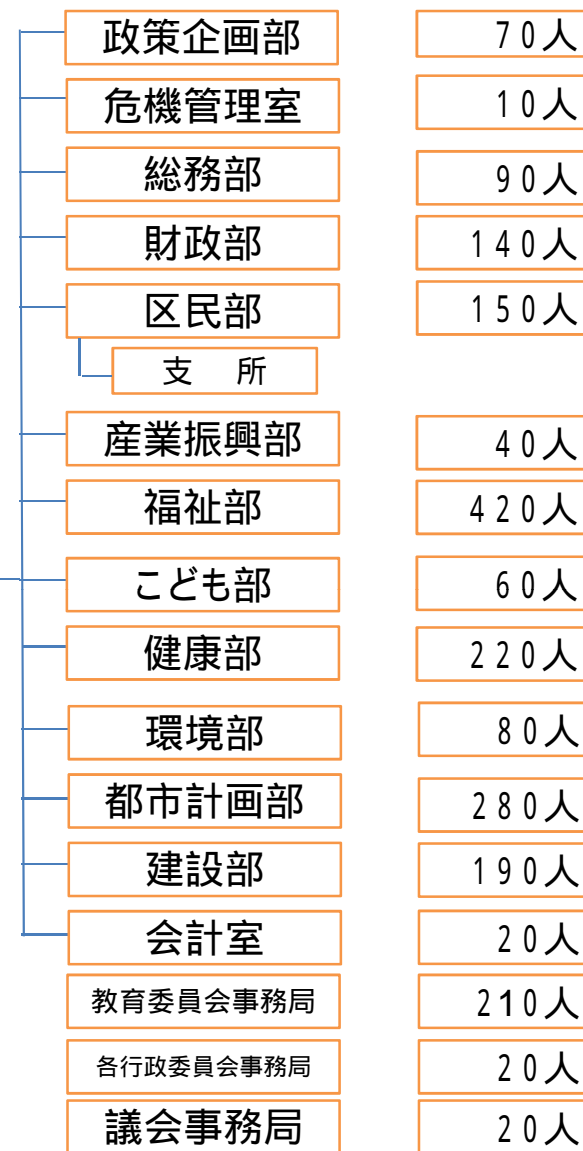 政策企画部 70人
危機管理室 10人
総務部 90人
財政部 140人
区民部 150人
支 所
産業振興部 40人
福祉部 420人
こども部 60人
健康部 220人
環境部 80人
都市計画部 280人
建設部 190人
会計室 20人
教育委員会事務局 210人
各行政委員会事務局 20人
議会事務局 20人